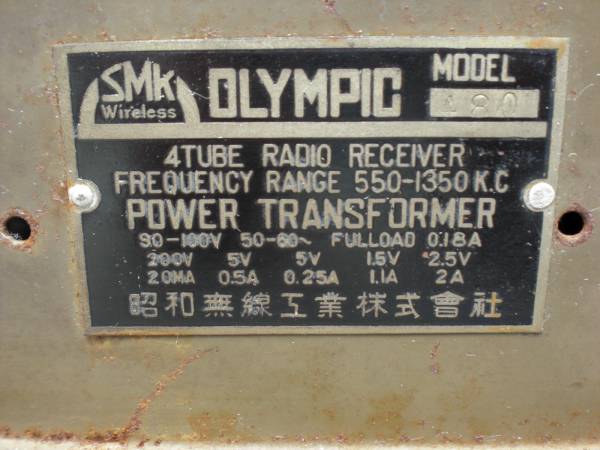 SMK Wireless OLYMPIC MODEL
480
4TUBE RADIO RECEIVER
FREQUENCY RANGE 550-1350 K.C
POWER TRANSFORMER
90-100V 50-60~ FULLOAD 0.18A
200V 5V 5V 1.5V 2.5V
20MA 0.5A 0.25A 1.1A 2A
昭和無線工業株式會社